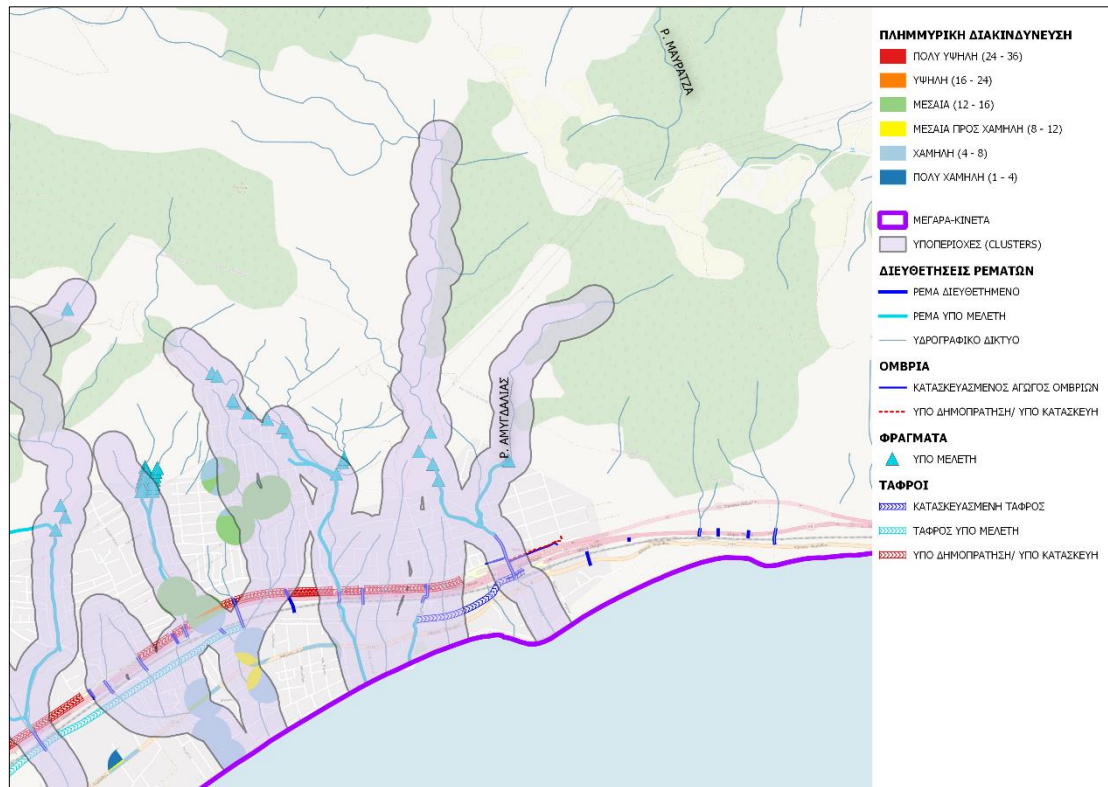 Ρ. ΜΑΥΡΑΤΖΑ
Ρ. ΑΜΥΓΔΑΛΙΑΣ
ΠΛΗΜΜΥΡΙΚΗ ΔΙΑΚΙΝΔΥΝΕΥΣΗ
ΠΟΛΥ ΥΨΗΛΗ (24 - 36)
ΥΨΗΛΗ (16 - 24)
ΜΕΣΑΙΑ (12 - 16)
ΜΕΣΑΙΑ ΠΡΟΣ ΧΑΜΗΛΗ (8 - 12)
ΧΑΜΗΛΗ (4 - 8)
ΠΟΛΥ ΧΑΜΗΛΗ (1 - 4)
ΜΕΓΑΡΑ-ΚΙΝΕΤΑ
ΥΠΟΠΕΡΙΟΧΕΣ (CLUSTERS)
ΔΙΕΥΘΕΤΗΣΕΙΣ ΡΕΜΑΤΩΝ
ΡΕΜΑ ΔΙΕΥΘΕΤΗΜΕΝΟ
ΡΕΜΑ ΥΠΟ ΜΕΛΕΤΗ
ΥΔΡΟΓΡΑΦΙΚΟ ΔΙΚΤΥΟ
ΟΜΒΡΙΑ
ΚΑΤΑΣΚΕΥΑΣΜΕΝΟΣ ΑΓΩΓΟΣ ΟΜΒΡΙΩΝ
ΥΠΟ ΔΗΜΟΠΡΑΤΗΣΗ/ ΥΠΟ ΚΑΤΑΣΚΕΥΗ
ΦΡΑΓΜΑΤΑ
ΥΠΟ ΜΕΛΕΤΗ
ΤΑΦΡΟΙ
ΚΑΤΑΣΚΕΥΑΣΜΕΝΗ ΤΑΦΡΟΣ
ΤΑΦΡΟΣ ΥΠΟ ΜΕΛΕΤΗ
ΥΠΟ ΔΗΜΟΠΡΑΤΗΣΗ/ ΥΠΟ ΚΑΤΑΣΚΕΥΗ